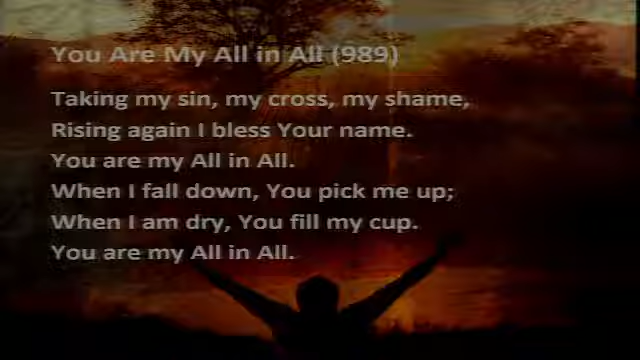 You Are My All in All (989)
Taking my sin, my cross, my shame,
Rising again I bless Your name.
You are my All in All.
When I fall down, You pick me up;
When I am dry, You fill my cup.
You are my All in All.